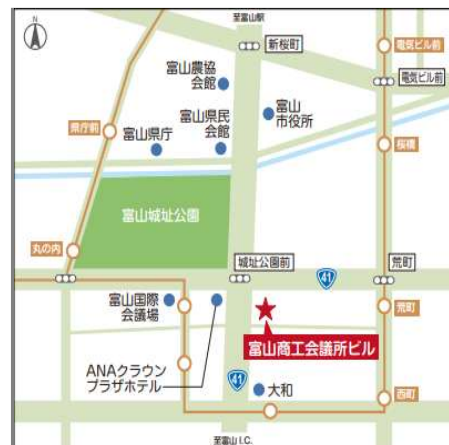 至富山駅
新桜町
電気ビル前
富山農協
会館
電気ビル前
富山
市役所
県庁前
富山県民
会館
富山県庁
桜橋
富山城址公園
丸の内
城址公園前
41
荒町
富山国際
会議場
荒町
富山商工会議所ビル
ANAクラウン
プラザホテル
41
大和
西町
至富山I.C.